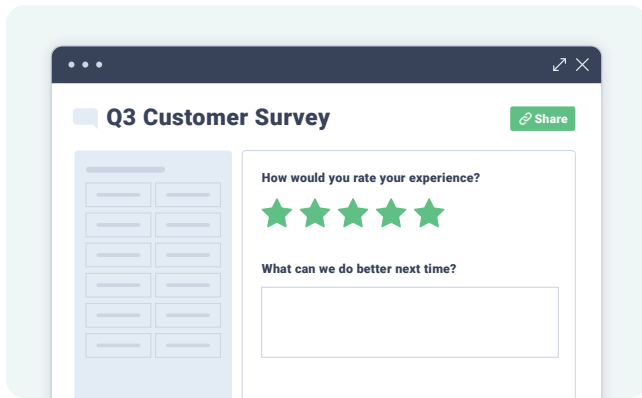 Q3 Customer Survey
Share
How would you rate your experience?
What can we do better next time?